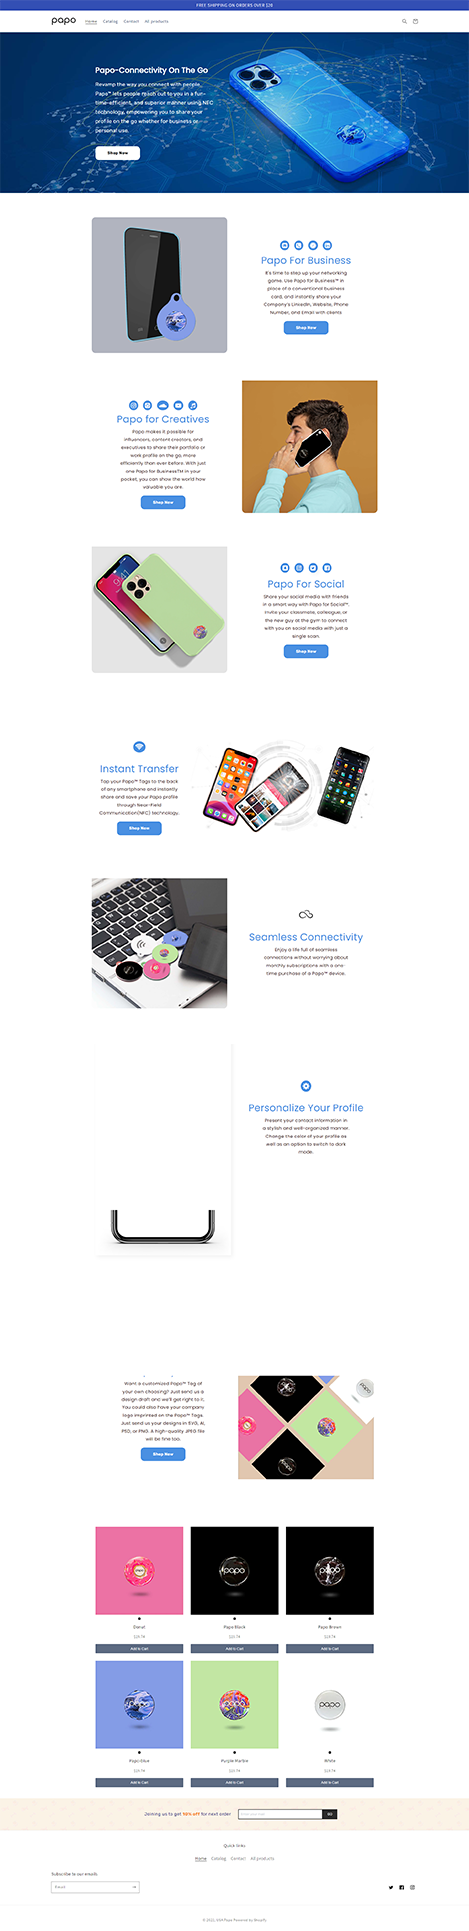 FREE SHIPPING ON ORDERS OVER $20
papo
Home Catalog Contact All products
Papo-Connectivity On The Go
Revamp the way you connect with people.
Papo™ lets people reach out to you in a fun,
time-efficient, and superior manner using NFC
technology, empowering you to share your
profile on the go whether for business or
personal use.
Shop Now
Papo For Business
It's time to step up your networking
game. Use Papo for Business™ in
place of a conventional business
card, and instantly share your
Company's LinkedIn, Website, Phone
Number, and Email with clients
Shop Now
Papo for Creatives
Papo makes it possible for
influencers, content creators, and
executives to share their portfolio or
work profile on the go, more
efficiently than ever before. With just
one Papo for BusinessTM in your
pocket, you can show the world how
valuable you are.
Shop Now
Papo For Social
Share your social media with friends
in a smart way with Papo for Social™.
Invite your classmate, colleague, or
the new guy at the gym to connect
with you on social media with just a
single scan.
Shop Now
Instant Transfer
Tap your Papo™ Tags to the back
of any smartphone and instantly
share and save your Papo profile
through Near-Field
Communication(NFC) technology.
Shop Now
Seamless Connectivity
Enjoy a life full of seamless
connections without worrying about
monthly subscriptions with a one-
time purchase of a Papo™ device.
Personalize Your Profile
Present your contact information in
a stylish and well-organized manner.
Change the color of your profile as
well as an option to switch to dark
mode.
Want a customized Papo™ Tag of
your own choosing? Just send us a
design draft and we'll get right to it.
You could also have your company
logo imprinted on the Papo™ Tags.
Just send us your designs in SVG, AI,
PSD, or PNG. A high-quality JPEG file
will be fine too.
Shop Now
papo
papo
Papo Black
Papo Brown
Add to Cart
Add to Cart
Add to Cart
papo
papo
papo
Papo blue
Purple Marble
White
Add to Cart
Add to Cart
Add to Cart
Joining us to get 50% off for next order
GO
Quick links
Home Catalog Contact All products
Subscribe to our emails
Email
© 2022, Papo Powered by Shopify